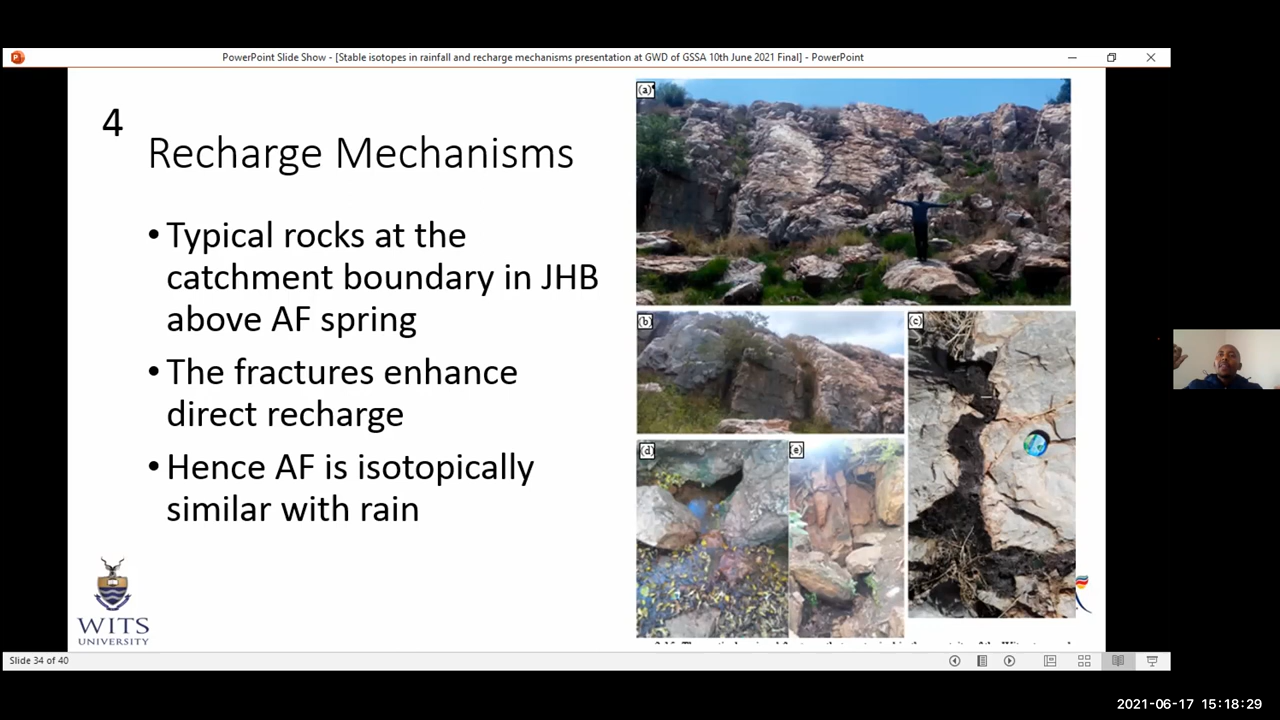 PowerPoint Slide Show - [Stable isotopes in rainfall and recharge mechanisms presentation at GWD of GSSA 10th June 2021 Final] - PowerPoint
4
Recharge Mechanisms
• Typical rocks at the
catchment boundary in JHB
above AF spring
• The fractures enhance
direct recharge
• Hence AF is isotopically
similar with rain
(a)
(b)
(c)
(d)
(e)
WITS
UNIVERSITY
Slide 34 of 40
2021-06-17 15:18:29